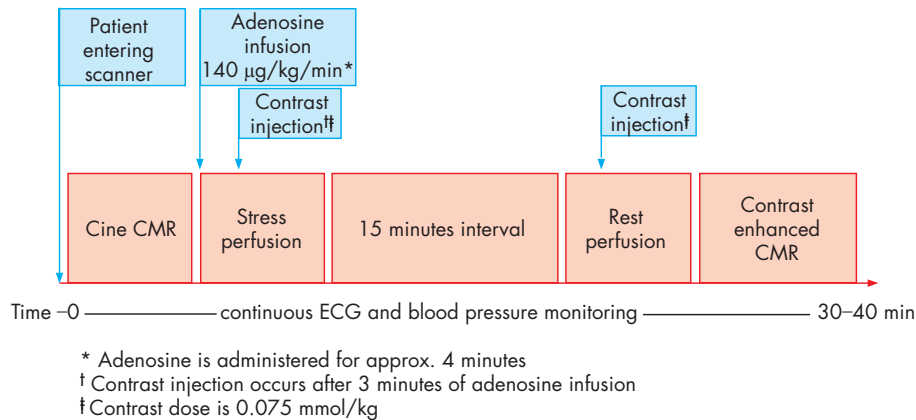 Patient
entering
scanner
Adenosine
infusion
140 µg/kg/min*
Contrast
injection†‡
Contrast
injection‡
Cine CMR
Stress
perfusion
15 minutes interval
Rest
perfusion
Contrast
enhanced
CMR
Time –0 continuous ECG and blood pressure monitoring 30–40 min
* Adenosine is administered for approx. 4 minutes
† Contrast injection occurs after 3 minutes of adenosine infusion
‡ Contrast dose is 0.075 mmol/kg